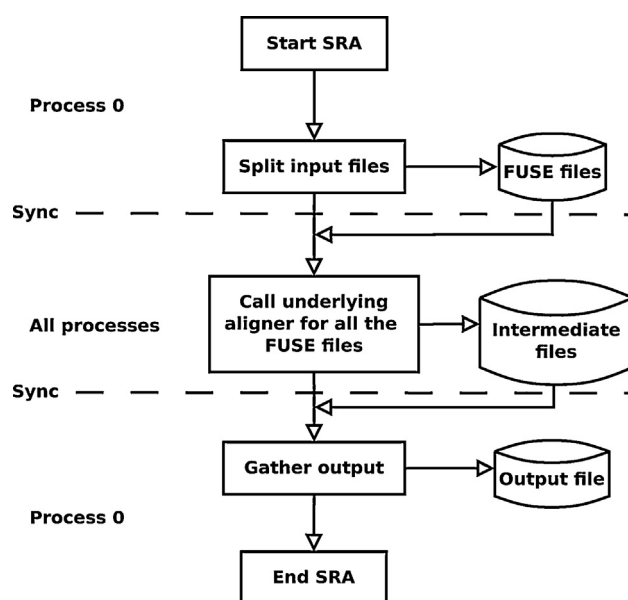 Start SRA
Process 0
Split input files
FUSE files
Sync
Call underlying
aligner for all the
FUSE files
All processes
Intermediate
files
Sync
Gather output
Output file
Process 0
End SRA